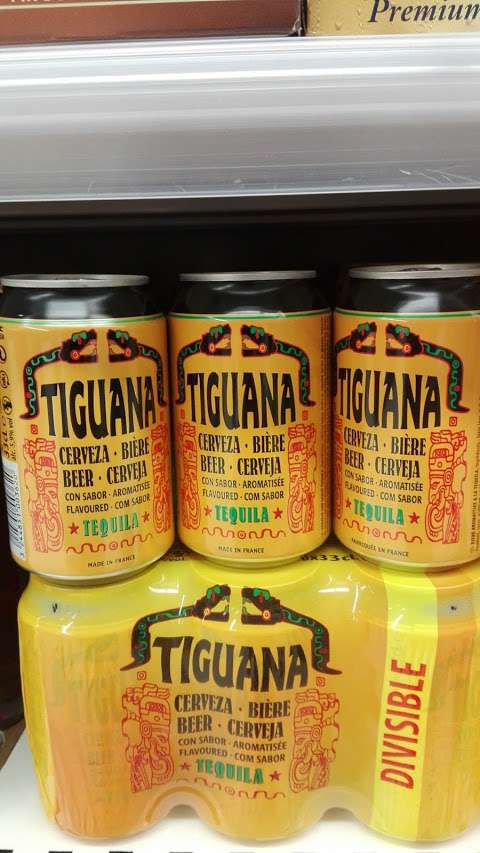 Premium
TIGUANA
CERVEZA · BIÈRE
BEER · CERVEJA
CON SABOR · AROMATISÉE
FLAVOURED · COM SABOR
★ TEQUILA ★
MADE IN FRANCE
TIGUANA
CERVEZA · BIÈRE
BEER · CERVEJA
CON SABOR · AROMATISÉE
FLAVOURED · COM SABOR
★ TEQUILA ★
MADE IN FRANCE
TIGUANA
CERVEZA · BIÈRE
BEER · CERVEJA
CON SABOR · AROMATISÉE
FLAVOURED · COM SABOR
★ TEQUILA ★
FABRIQUÉE EN FRANCE
TIGUANA
CERVEZA · BIÈRE
BEER · CERVEJA
CON SABOR · AROMATISÉE
FLAVOURED · COM SABOR
★ TEQUILA ★
DIVISIBLE